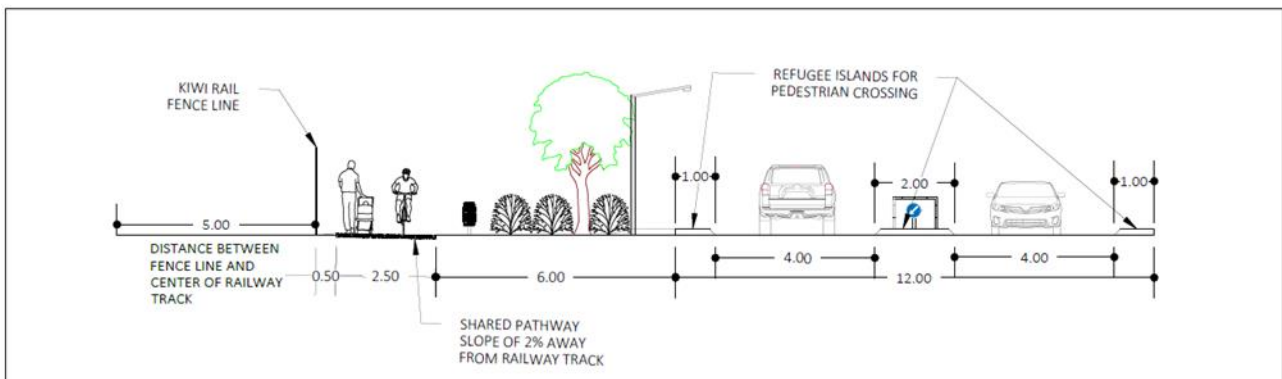 KIWI RAIL
FENCE LINE
REFUGEE ISLANDS FOR
PEDESTRIAN CROSSING
1.00
2.00
1.00
5.00
DISTANCE BETWEEN
FENCE LINE AND
CENTER OF RAILWAY
TRACK
0.50
2.50
6.00
4.00
12.00
4.00
SHARED PATHWAY
SLOPE OF 2% AWAY
FROM RAILWAY TRACK